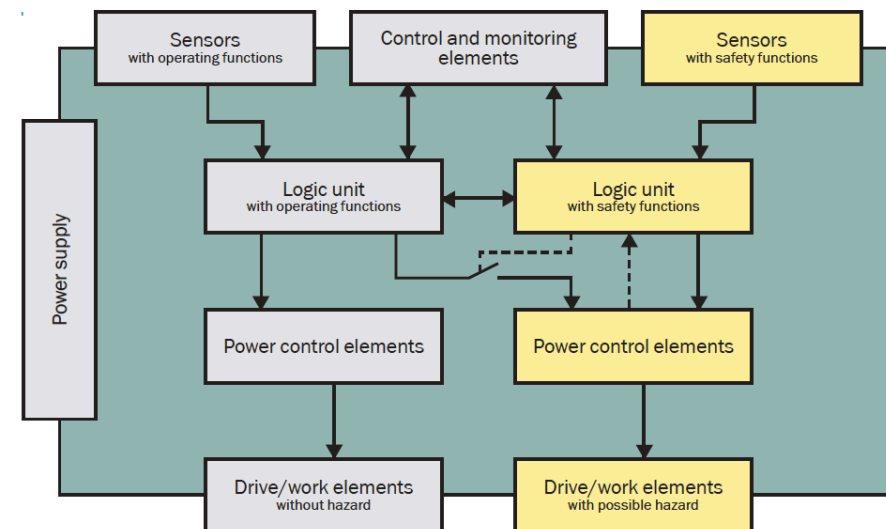 Sensors
with operating functions
Control and monitoring
elements
Sensors
with safety functions
Power supply
Logic unit
with operating functions
Logic unit
with safety functions
Power control elements
Power control elements
Drive/work elements
without hazard
Drive/work elements
with possible hazard